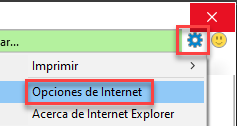 ar...
Imprimir
Opciones de Internet
Acerca de Internet Explorer